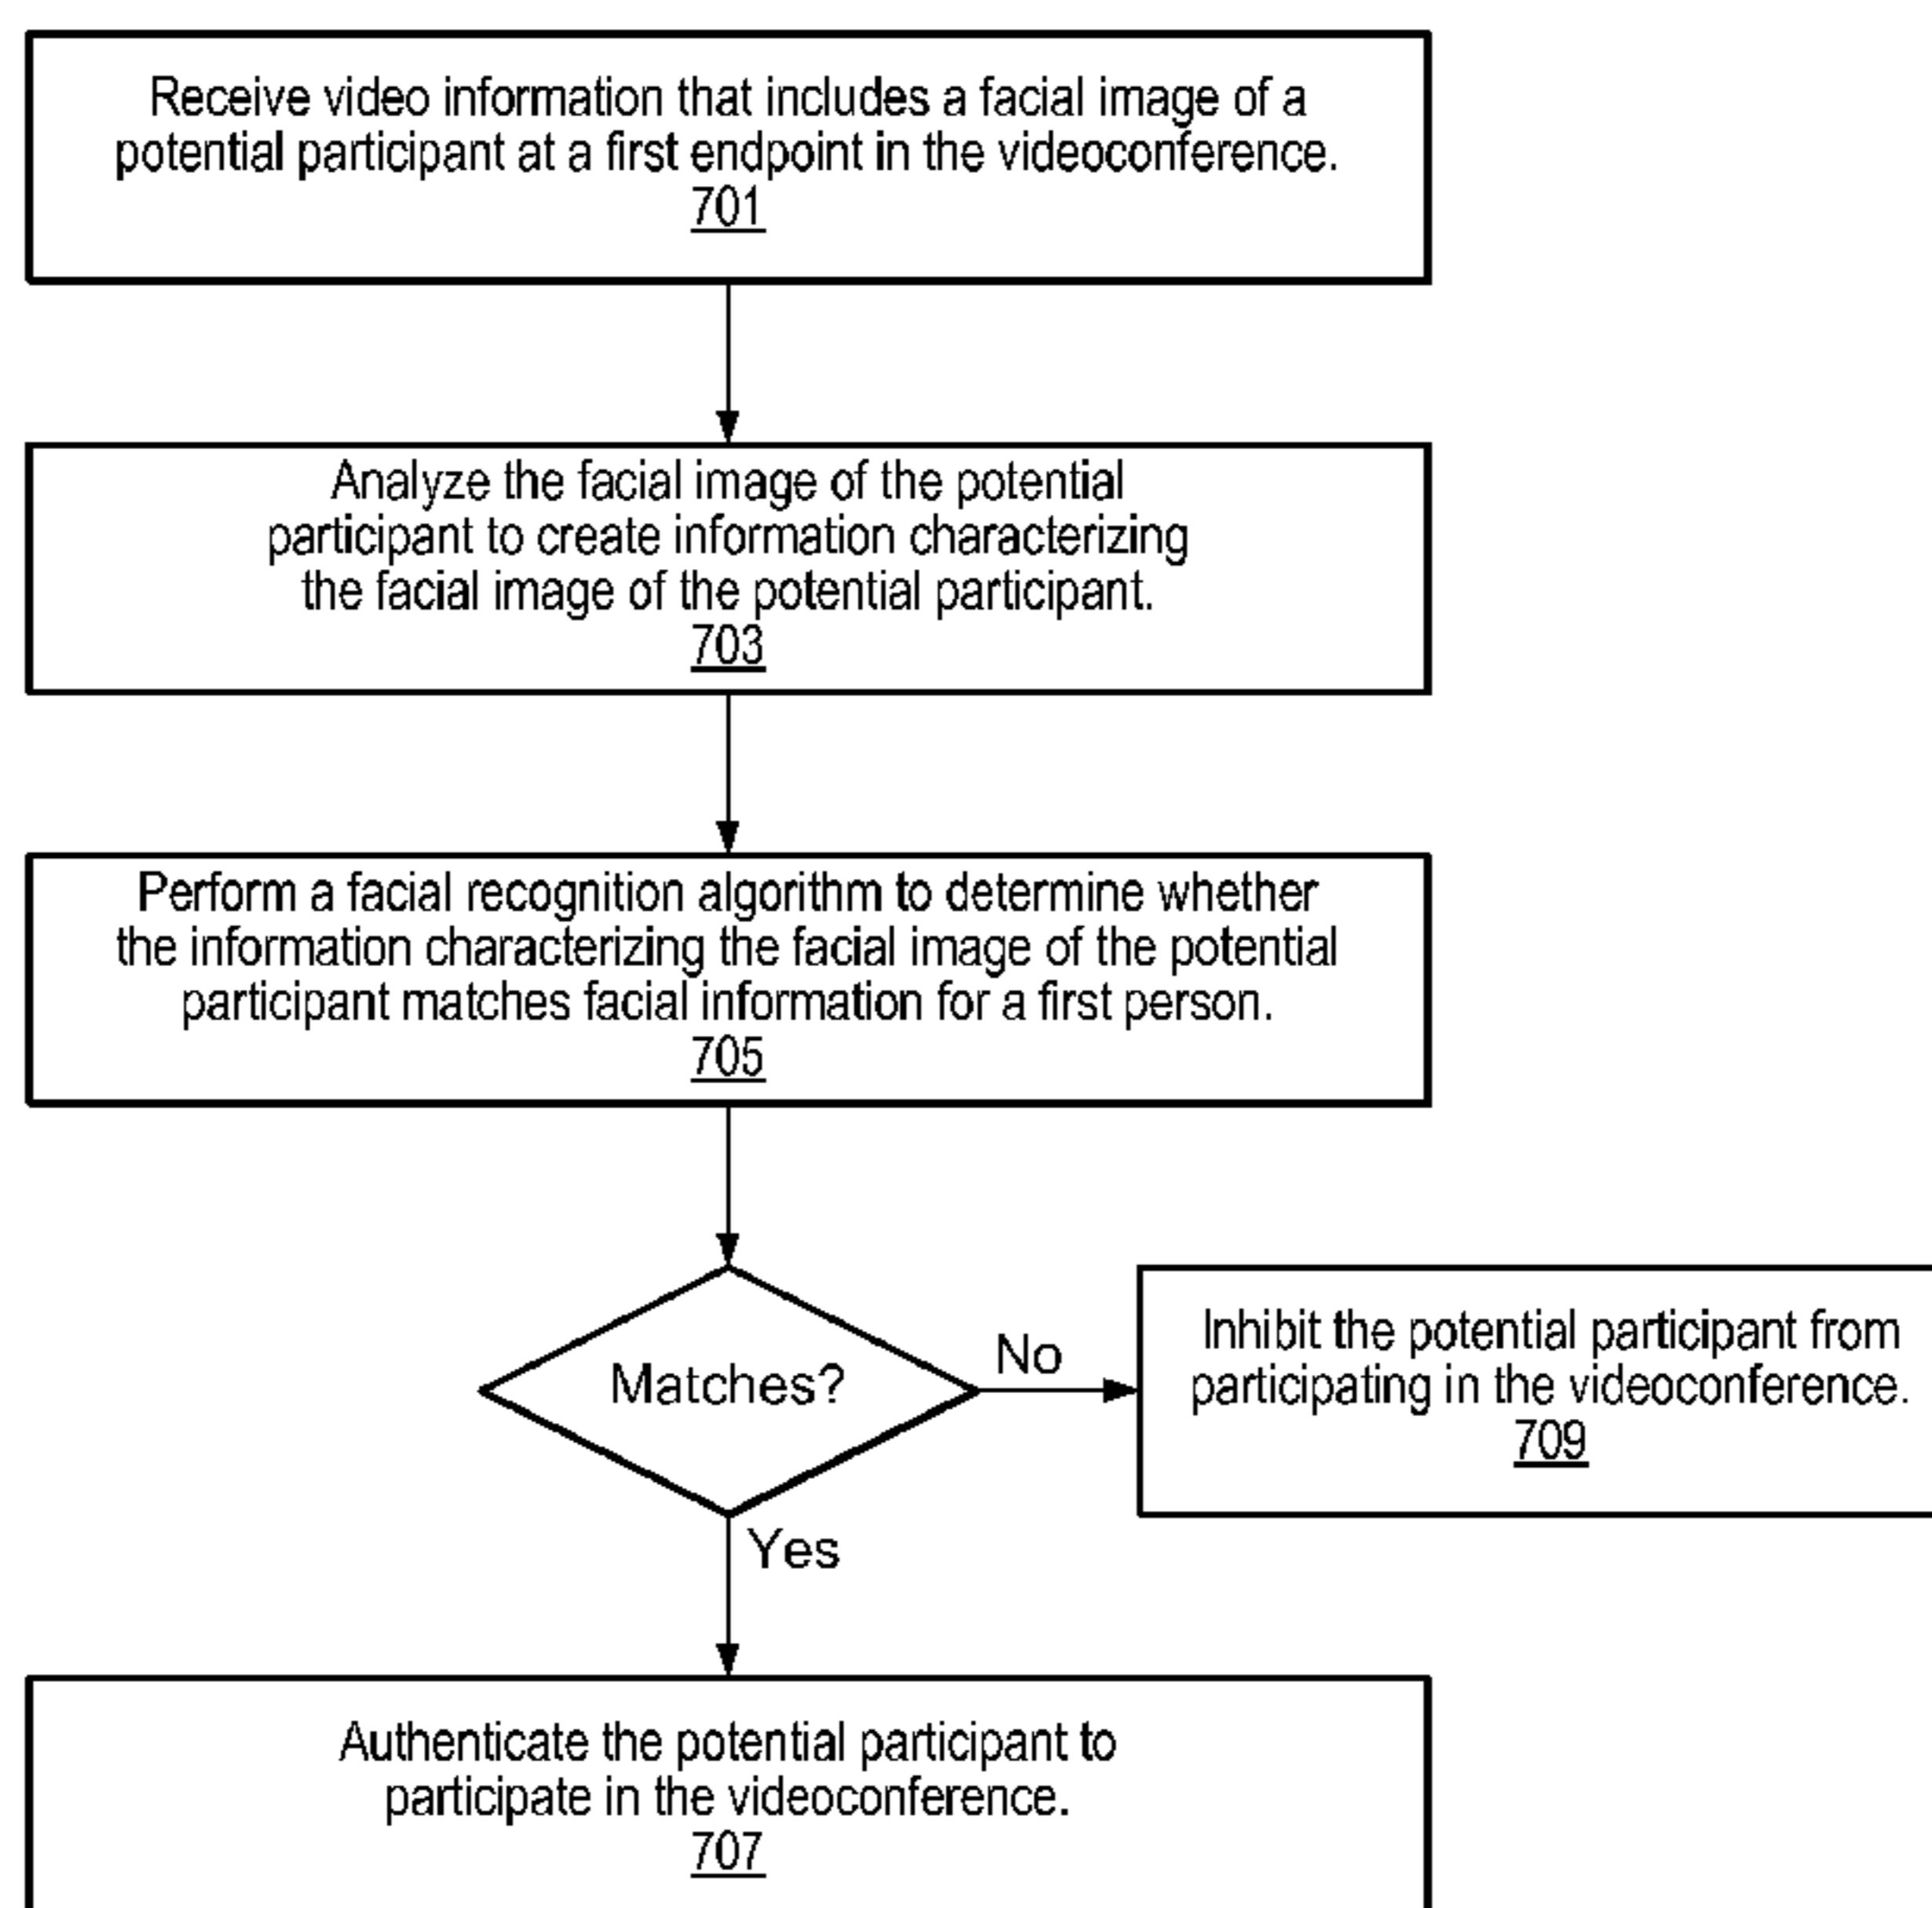 Receive video information that includes a facial image of a
potential participant at a first endpoint in the videoconference.
701
Analyze the facial image of the potential
participant to create information characterizing
the facial image of the potential participant.
703
Perform a facial recognition algorithm to determine whether
the information characterizing the facial image of the potential
participant matches facial information for a first person.
705
Matches?
No
Inhibit the potential participant from
participating in the videoconference.
709
Yes
Authenticate the potential participant to
participate in the videoconference.
707